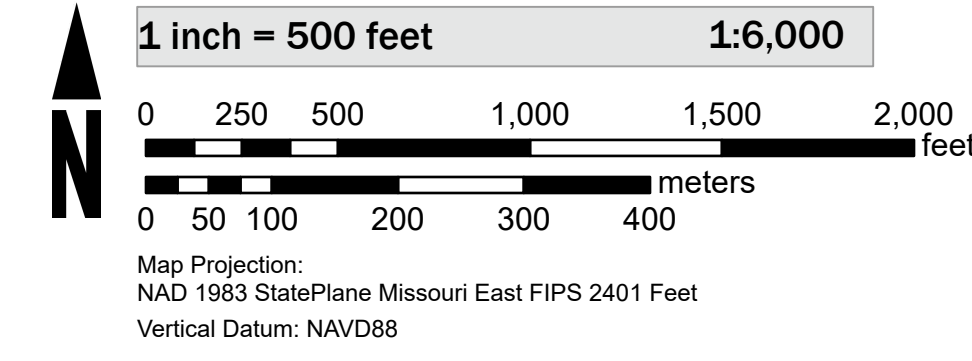 1 inch = 500 feet 1:6,000
0 250 500 1,000 1,500 2,000
feet
meters
0 50 100 200 300 400
N
Map Projection:
NAD 1983 StatePlane Missouri East FIPS 2401 Feet
Vertical Datum: NAVD88